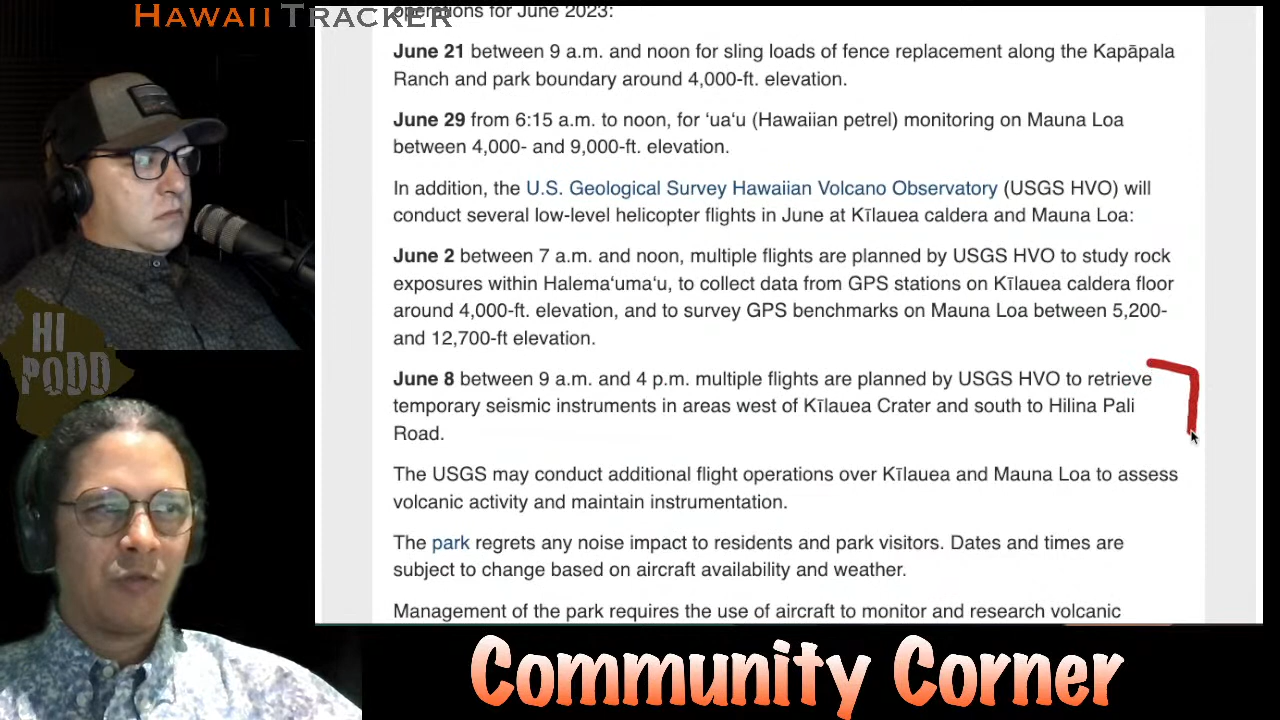 HAWAII TRACKER
operations for June 2023:
June 21 between 9 a.m. and noon for sling loads of fence replacement along the Kapāpala
Ranch and park boundary around 4,000-ft. elevation.
June 29 from 6:15 a.m. to noon, for ʻuaʻu (Hawaiian petrel) monitoring on Mauna Loa
between 4,000- and 9,000-ft. elevation.
In addition, the U.S. Geological Survey Hawaiian Volcano Observatory (USGS HVO) will
conduct several low-level helicopter flights in June at Kīlauea caldera and Mauna Loa:
June 2 between 7 a.m. and noon, multiple flights are planned by USGS HVO to study rock
exposures within Halemaʻumaʻu, to collect data from GPS stations on Kīlauea caldera floor
around 4,000-ft. elevation, and to survey GPS benchmarks on Mauna Loa between 5,200-
and 12,700-ft elevation.
June 8 between 9 a.m. and 4 p.m. multiple flights are planned by USGS HVO to retrieve
temporary seismic instruments in areas west of Kīlauea Crater and south to Hilina Pali
Road.
The USGS may conduct additional flight operations over Kīlauea and Mauna Loa to assess
volcanic activity and maintain instrumentation.
The park regrets any noise impact to residents and park visitors. Dates and times are
subject to change based on aircraft availability and weather.
Management of the park requires the use of aircraft to monitor and research volcanic
HI
PODD
Community Corner